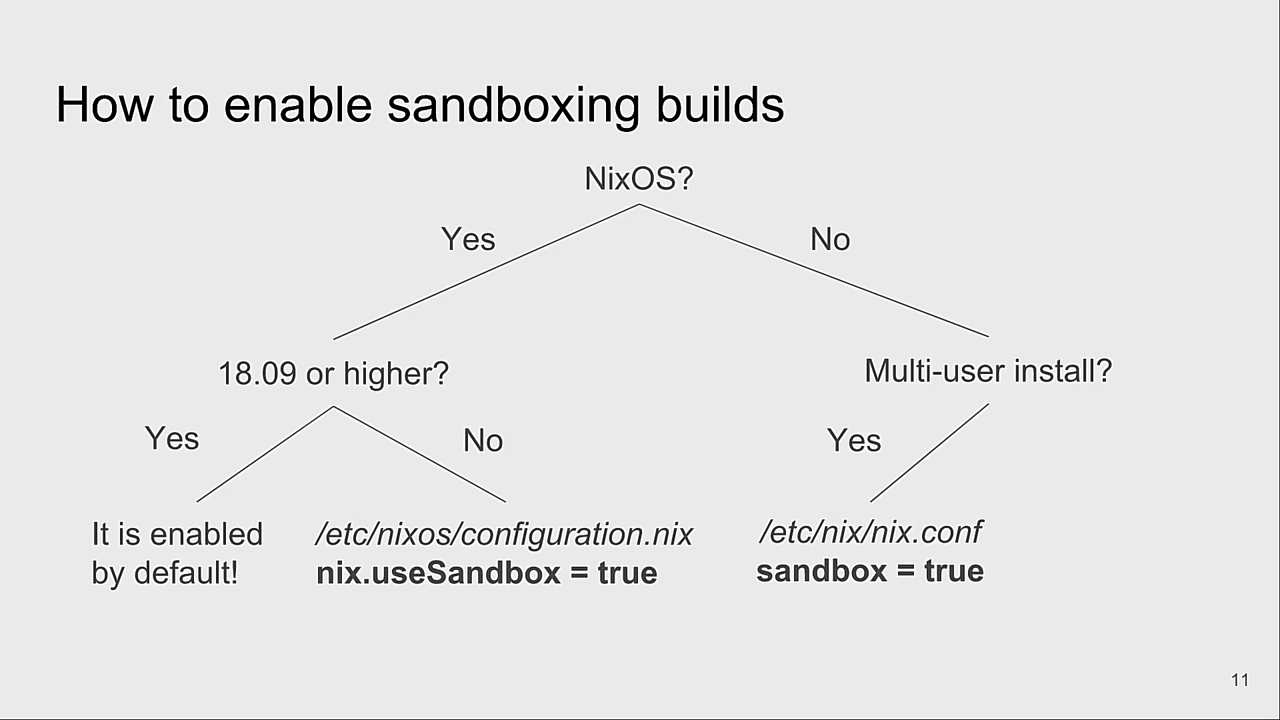 How to enable sandboxing builds
NixOS?
Yes
No
18.09 or higher?
Multi-user install?
Yes
No
Yes
It is enabled
by default!
/etc/nixos/configuration.nix
nix.useSandbox = true
/etc/nix/nix.conf
sandbox = true
11